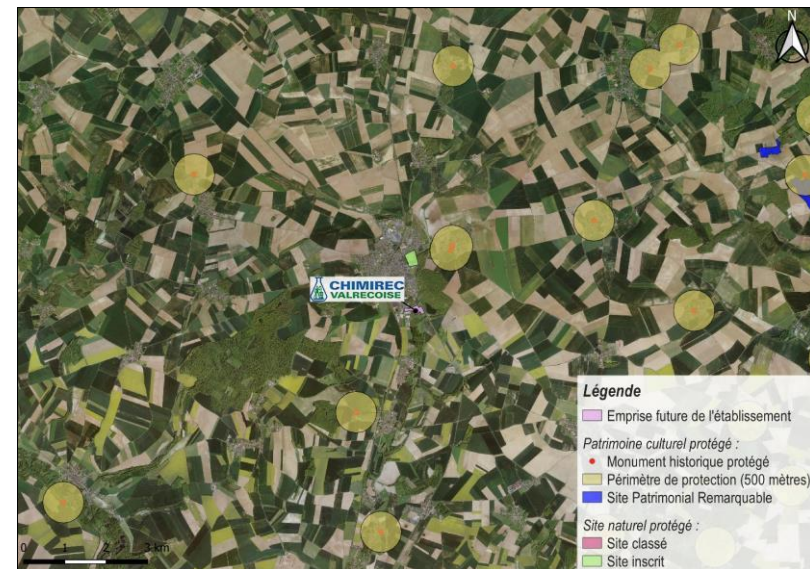 N
CHIMIREC
VALRECOISE
Légende
Emprise future de l'établissement
Patrimoine culturel protégé :
Monument historique protégé
Périmètre de protection (500 mètres)
Site Patrimonial Remarquable
Site naturel protégé :
Site classé
Site inscrit
0 1 2 3 km